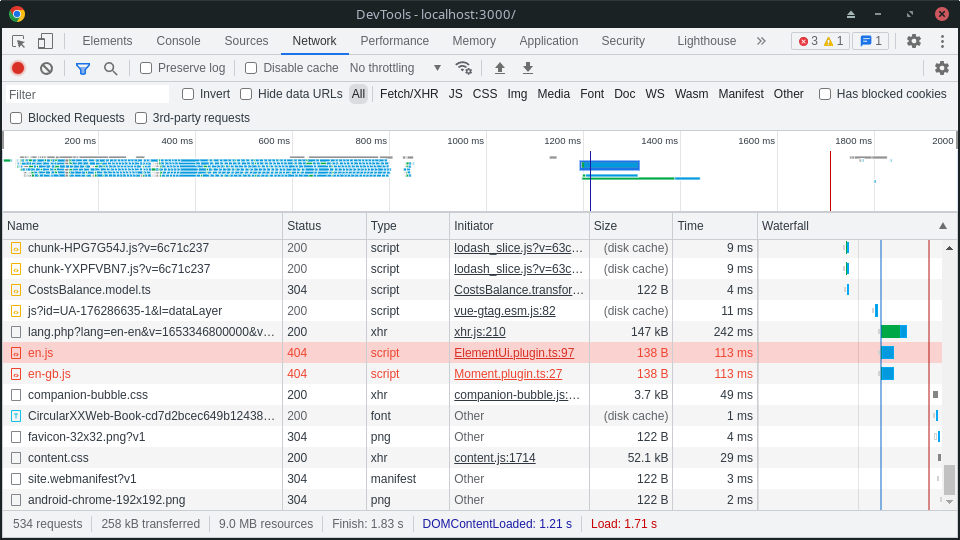 DevTools - localhost:3000/
Elements Console Sources Network Performance Memory Application Security Lighthouse 3 1 1
Preserve log Disable cache No throttling
Filter Invert Hide data URLs All Fetch/XHR JS CSS Img Media Font Doc WS Wasm Manifest Other Has blocked cookies
Blocked Requests 3rd-party requests
200 ms 400 ms 600 ms 800 ms 1000 ms 1200 ms 1400 ms 1600 ms 1800 ms 2000
Name Status Type Initiator Size Time Waterfall
chunk-HPG7G54J.js?v=6c71c237 200 script lodash_slice.js?v=63c… (disk cache) 9 ms
chunk-YXPFVBN7.js?v=6c71c237 200 script lodash_slice.js?v=63c… (disk cache) 9 ms
CostsBalance.model.ts 304 script CostsBalance.transfor… 122 B 4 ms
js?id=UA-176286635-1&l=dataLayer 200 script vue-gtag.esm.js:82 (disk cache) 11 ms
lang.php?lang=en-en&v=1653346800000&v… 200 xhr xhr.js:210 147 kB 242 ms
en.js 404 script ElementUi.plugin.ts:97 138 B 113 ms
en-gb.js 404 script Moment.plugin.ts:27 138 B 113 ms
companion-bubble.css 200 xhr companion-bubble.js:… 3.7 kB 49 ms
CircularXXWeb-Book-cd7d2bcec649b12438… 200 font Other (disk cache) 1 ms
favicon-32x32.png?v1 304 png Other 122 B 4 ms
content.css 200 xhr content.js:1714 52.1 kB 29 ms
site.webmanifest?v1 304 manifest Other 122 B 3 ms
android-chrome-192x192.png 304 png Other 122 B 2 ms
534 requests 258 kB transferred 9.0 MB resources Finish: 1.83 s DOMContentLoaded: 1.21 s Load: 1.71 s